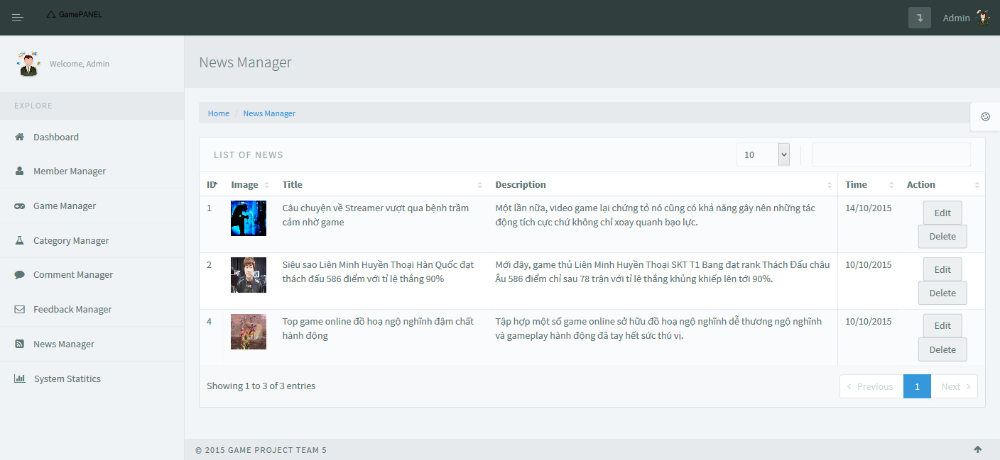 GamePANEL
Admin
Welcome, Admin
EXPLORE
Dashboard
Member Manager
Game Manager
Category Manager
Comment Manager
Feedback Manager
News Manager
System Statitics
News Manager
Home / News Manager
LIST OF NEWS
10
ID Image Title Description Time Action
1 Câu chuyện về Streamer vượt qua bệnh trầm Một lần nữa, video game lại chứng tỏ nó cũng có khả năng gây nên những tác 14/10/2015 Edit
cảm nhờ game động tích cực chứ không chỉ xoay quanh bạo lực.
Delete
2 Siêu sao Liên Minh Huyền Thoại Hàn Quốc đạt Mới đây, game thủ Liên Minh Huyền Thoại SKT T1 Bang đạt rank Thách Đấu châu 10/10/2015 Edit
thách đấu 586 điểm với tỉ lệ thắng 90% Âu 586 điểm chỉ sau 78 trận với tỉ lệ thắng khủng khiếp lên tới 90%.
Delete
4 Top game online đồ hoạ ngộ nghĩnh đậm chất Tập hợp một số game online sở hữu đồ hoạ ngộ nghĩnh dễ thương ngộ nghĩnh 10/10/2015 Edit
hành động và gameplay hành động đã tay hết sức thú vị.
Delete
Showing 1 to 3 of 3 entries
Previous 1 Next
© 2015 GAME PROJECT TEAM 5